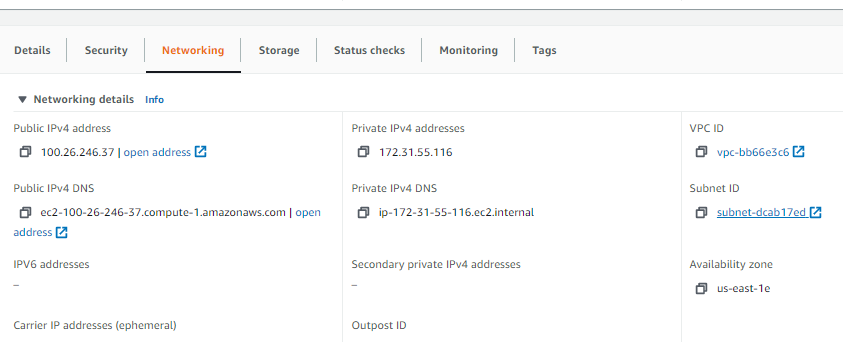 Details Security Networking Storage Status checks Monitoring Tags
Networking details Info
Public IPv4 address
100.26.246.37 | open address
Private IPv4 addresses
172.31.55.116
VPC ID
vpc-bb66e3c6
Public IPv4 DNS
ec2-100-26-246-37.compute-1.amazonaws.com | open
address
Private IPv4 DNS
ip-172-31-55-116.ec2.internal
Subnet ID
subnet-dcab17ed
IPV6 addresses
–
Secondary private IPv4 addresses
–
Availability zone
us-east-1e
Carrier IP addresses (ephemeral)
Outpost ID